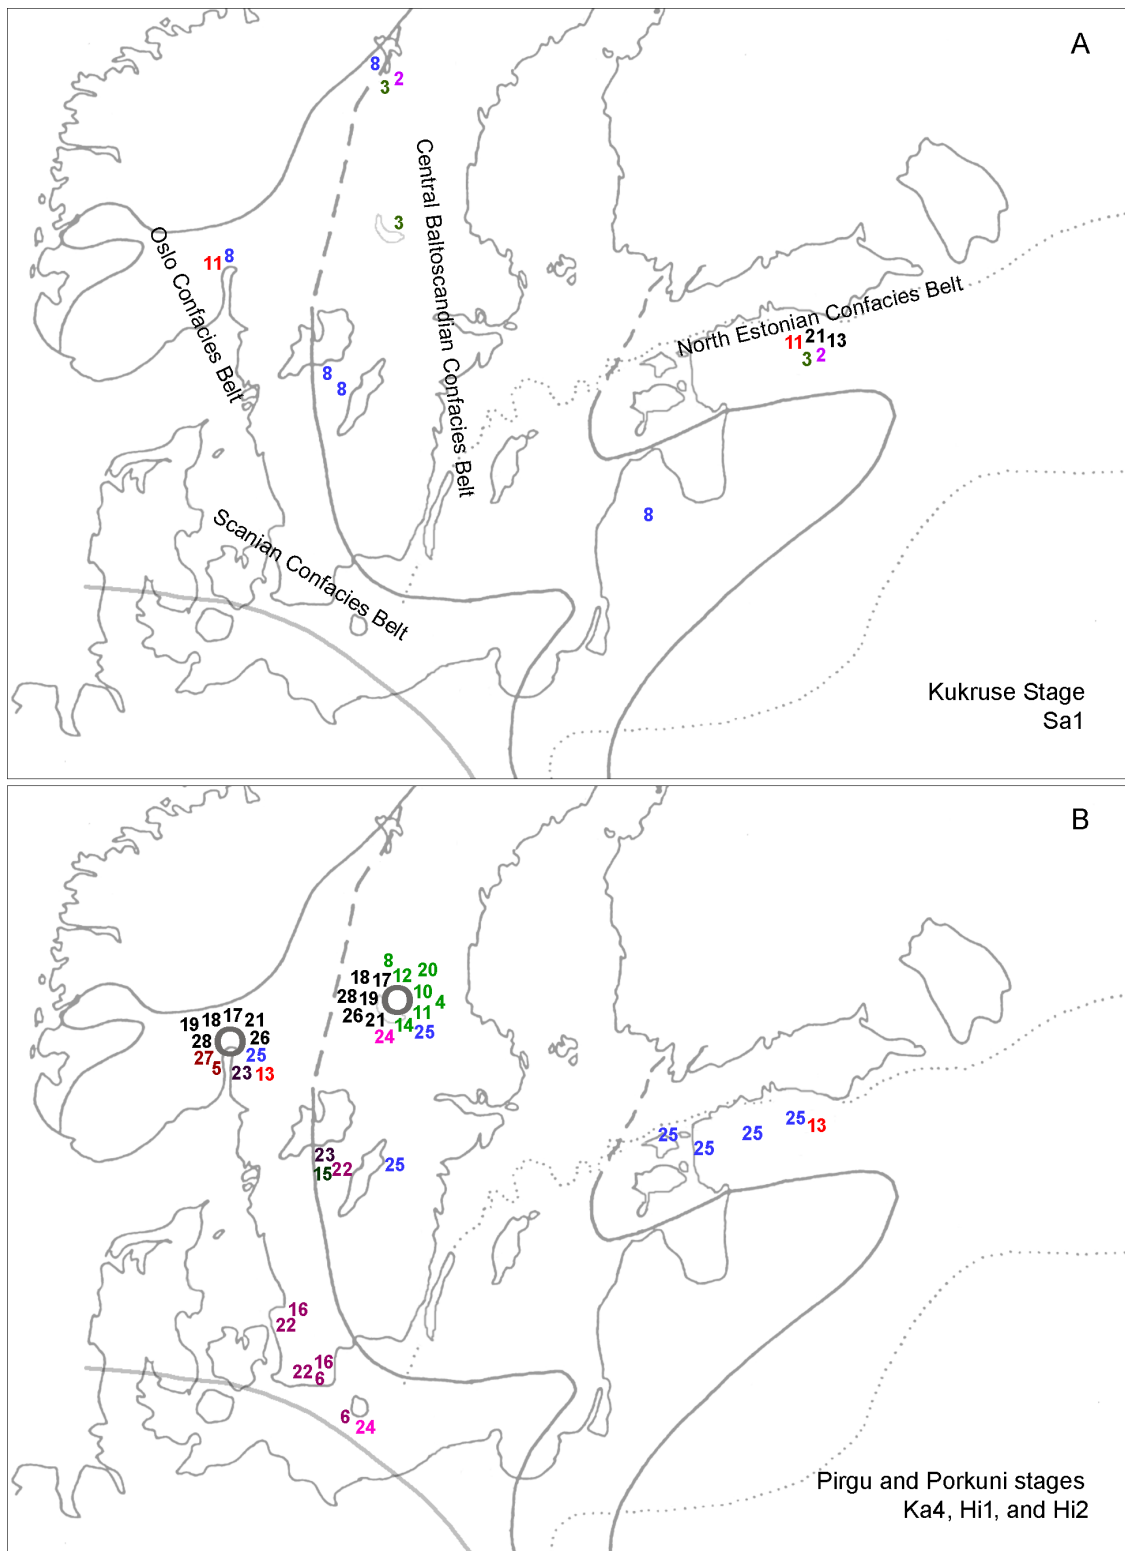 A
8
2
3
Central Baltoscandian Confacies Belt
3
Oslo Confacies Belt
11 8
North Estonian Confacies Belt
11 21 13
3 2
8
8
8
Scanian Confacies Belt
Kukruse Stage
Sa1
B
8
18 17 12 20
28 19 10 4
26 21 14 11
24 25
19 18 17 21
28 26
27 25
5 23 13
25 13
25 25
25
23
15 22 25
16
22
16
22 6
6 24
Pirgu and Porkuni stages
Ka4, Hi1, and Hi2